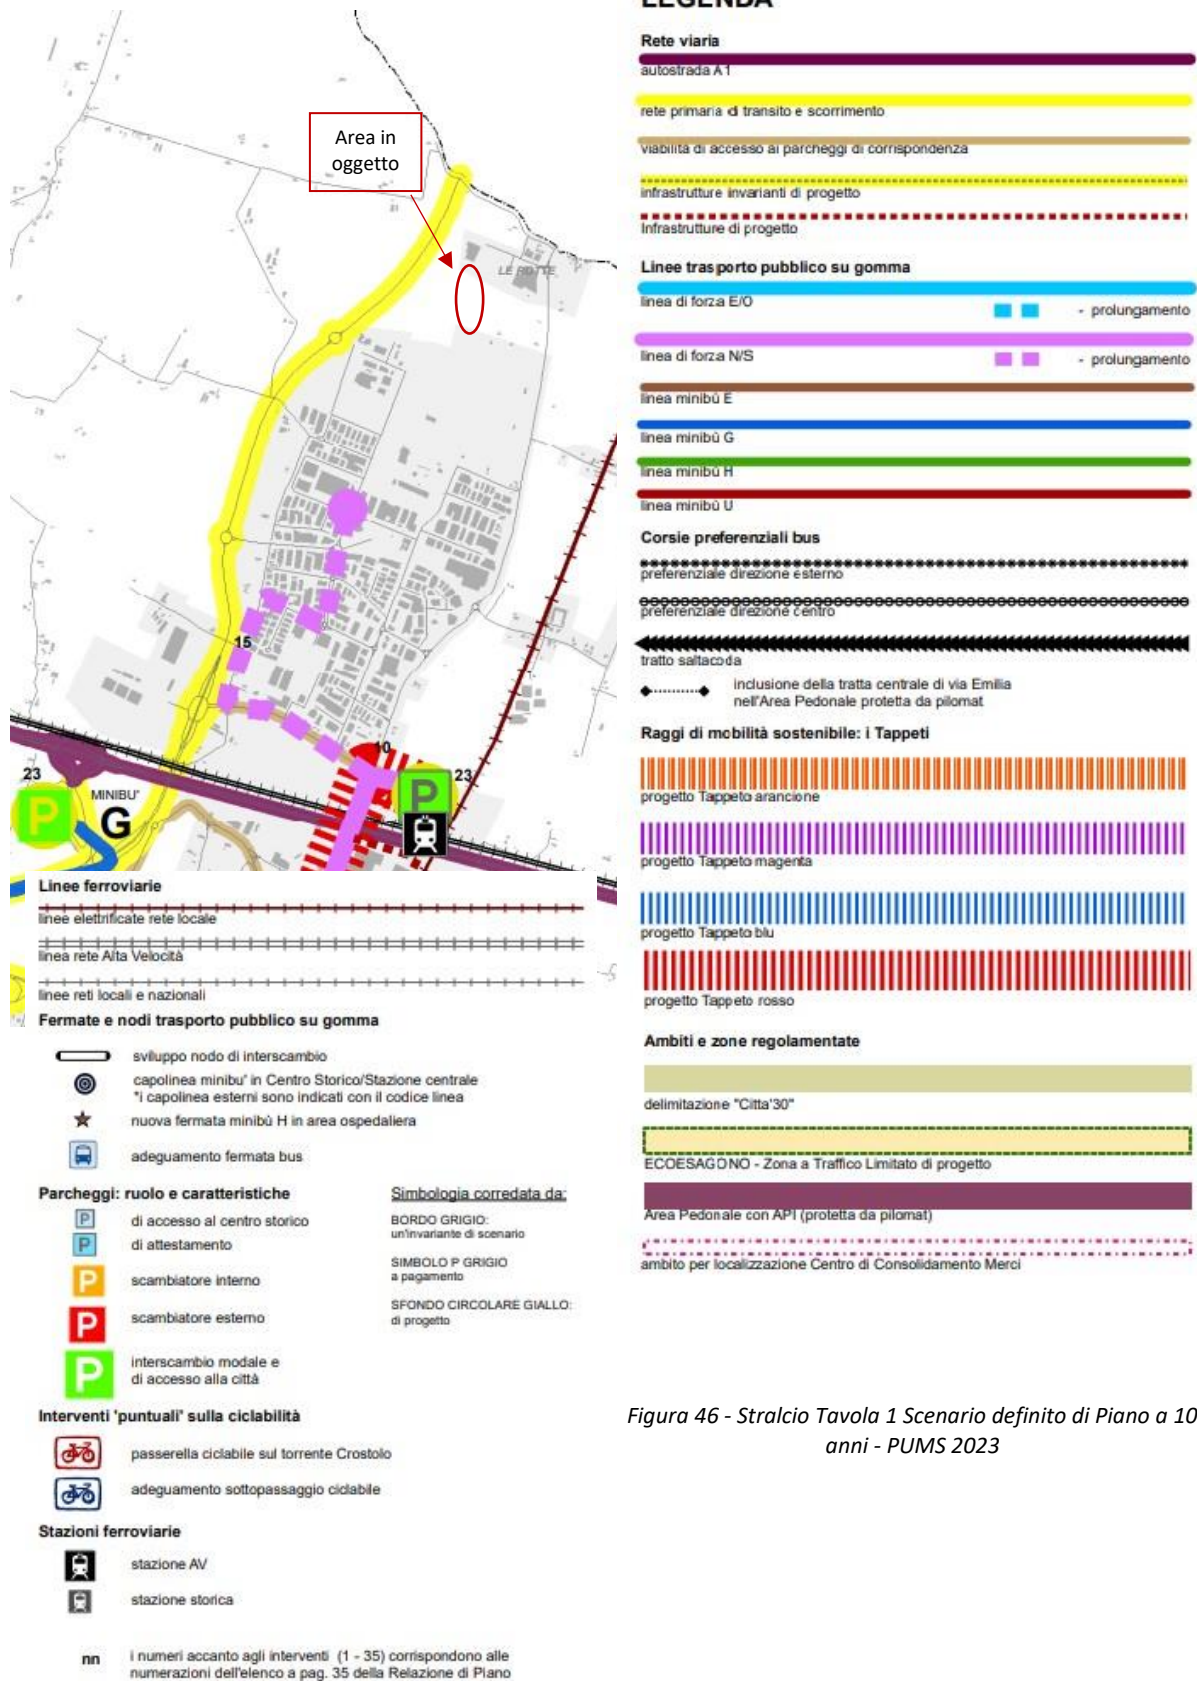 Area in
oggetto
LE ROTTE
15
10
23
23
MINIBU'
G
P
P
Linee ferroviarie
linee elettrificate rete locale
linea rete Alta Velocità
linee reti locali e nazionali
Fermate e nodi trasporto pubblico su gomma
sviluppo nodo di interscambio
capolinea minibu' in Centro Storico/Stazione centrale
*i capolinea esterni sono indicati con il codice linea
nuova fermata minibù H in area ospedaliera
adeguamento fermata bus
Parcheggi: ruolo e caratteristiche
P di accesso al centro storico
P di attestamento
P scambiatore interno
P scambiatore esterno
P interscambio modale e
di accesso alla città
Simbologia corredata da:
BORDO GRIGIO:
un'invariante di scenario
SIMBOLO P GRIGIO
a pagamento
SFONDO CIRCOLARE GIALLO:
di progetto
Interventi 'puntuali' sulla ciclabilità
passerella ciclabile sul torrente Crostolo
adeguamento sottopassaggio ciclabile
Stazioni ferroviarie
stazione AV
stazione storica
nn i numeri accanto agli interventi (1 - 35) corrispondono alle
numerazioni dell'elenco a pag. 35 della Relazione di Piano
LEGENDA
Rete viaria
autostrada A1
rete primaria di transito e scorrimento
viabilità di accesso ai parcheggi di corrispondenza
infrastrutture invarianti di progetto
Infrastrutture di progetto
Linee trasporto pubblico su gomma
linea di forza E/O
- prolungamento
linea di forza N/S
- prolungamento
linea minibù E
linea minibù G
linea minibù H
linea minibù U
Corsie preferenziali bus
preferenziale direzione esterno
preferenziale direzione centro
tratto saltacoda
inclusione della tratta centrale di via Emilia
nell'Area Pedonale protetta da pilomat
Raggi di mobilità sostenibile: i Tappeti
progetto Tappeto arancione
progetto Tappeto magenta
progetto Tappeto blu
progetto Tappeto rosso
Ambiti e zone regolamentate
delimitazione "Citta'30"
ECOESAGONO - Zona a Traffico Limitato di progetto
Area Pedonale con API (protetta da pilomat)
ambito per localizzazione Centro di Consolidamento Merci
Figura 46 - Stralcio Tavola 1 Scenario definito di Piano a 10
anni - PUMS 2023